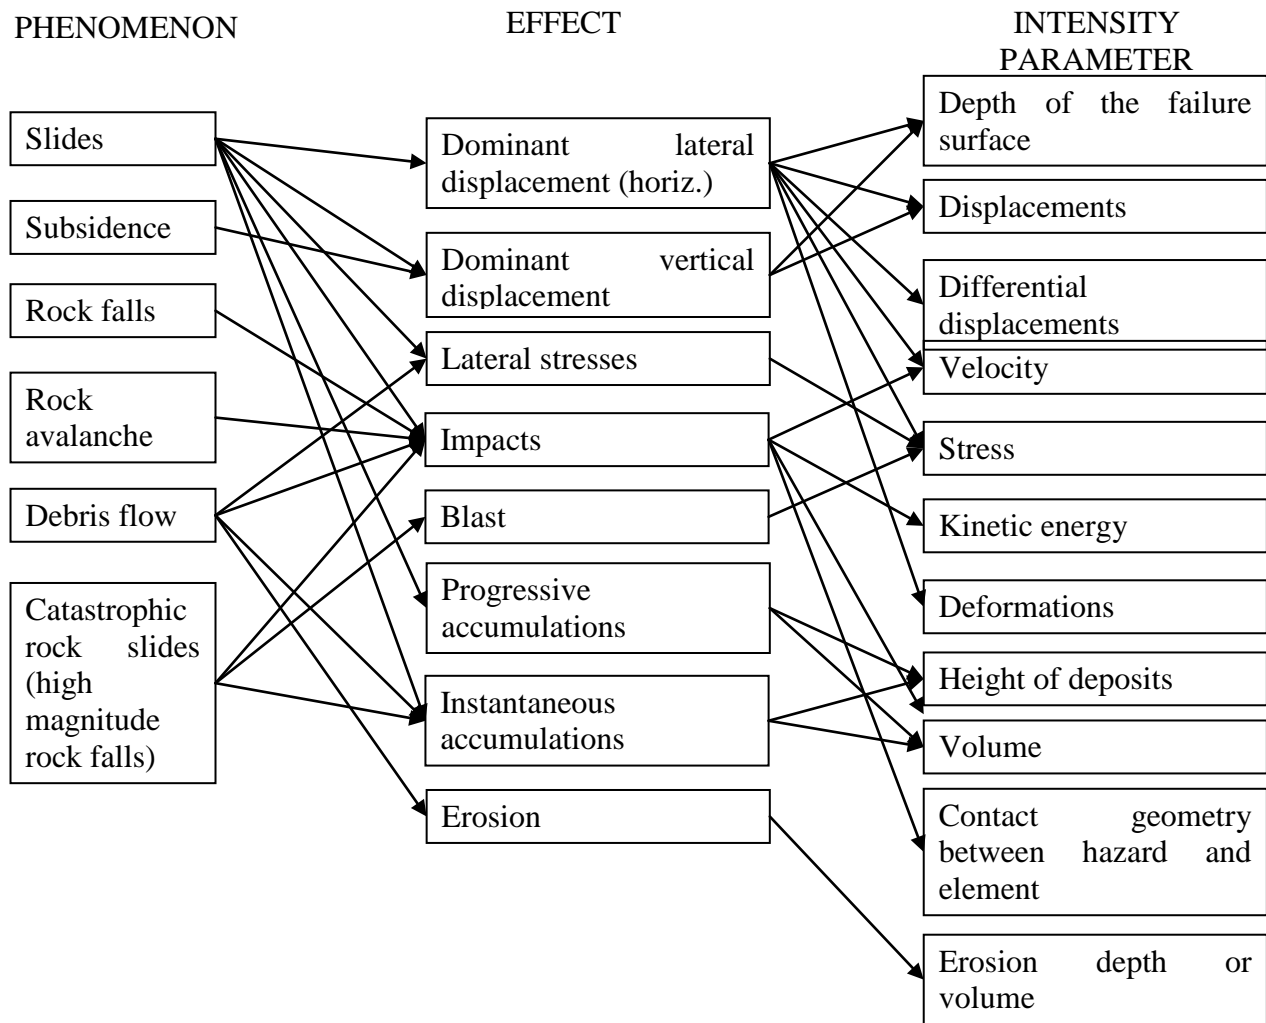 PHENOMENON
EFFECT
INTENSITY
PARAMETER
Slides
Subsidence
Rock falls
Rock
avalanche
Debris flow
Catastrophic
rock slides
(high
magnitude
rock falls)
Dominant lateral
displacement (horiz.)
Dominant vertical
displacement
Lateral stresses
Impacts
Blast
Progressive
accumulations
Instantaneous
accumulations
Erosion
Depth of the failure
surface
Displacements
Differential
displacements
Velocity
Stress
Kinetic energy
Deformations
Height of deposits
Volume
Contact geometry
between hazard and
element
Erosion depth or
volume